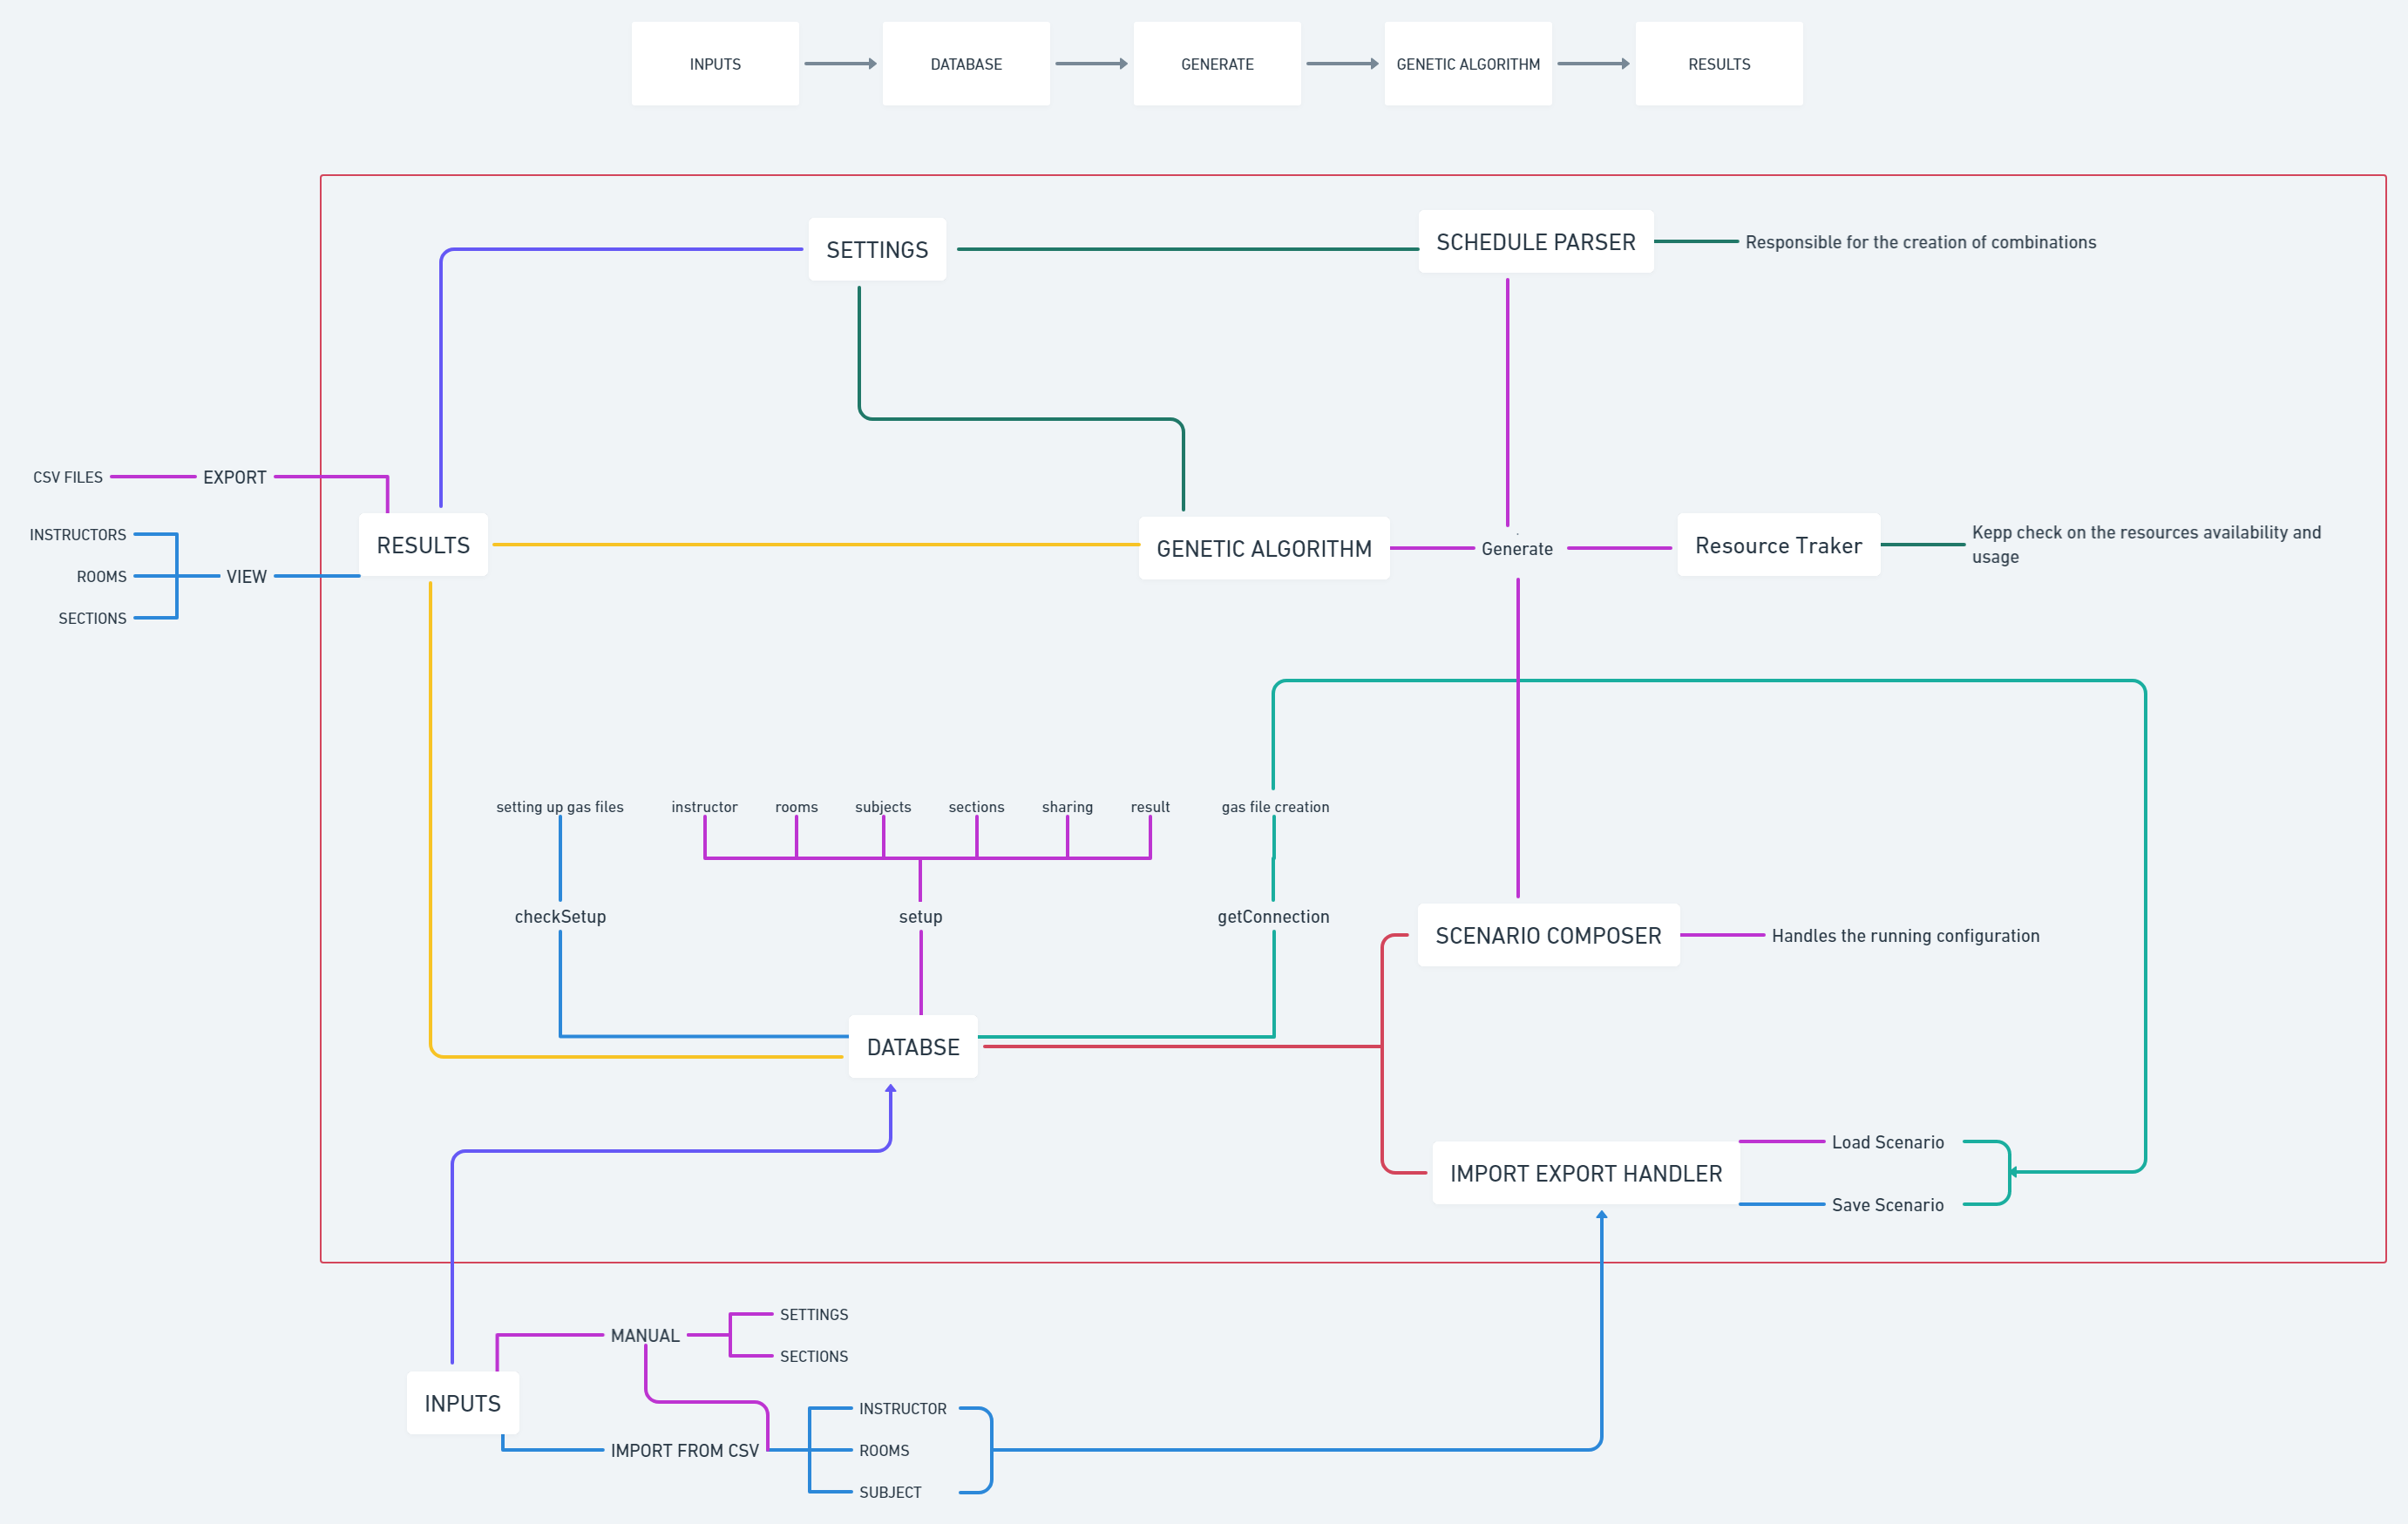 INPUTS
DATABASE
GENERATE
GENETIC ALGORITHM
RESULTS
SETTINGS
SCHEDULE PARSER
Responsible for the creation of combinations
CSV FILES
EXPORT
INSTRUCTORS
ROOMS
SECTIONS
VIEW
RESULTS
GENETIC ALGORITHM
Generate
Resource Traker
Kepp check on the resources availability and
usage
setting up gas files
instructor
rooms
subjects
sections
sharing
result
gas file creation
checkSetup
setup
getConnection
SCENARIO COMPOSER
Handles the running configuration
DATABSE
IMPORT EXPORT HANDLER
Load Scenario
Save Scenario
INPUTS
MANUAL
SETTINGS
SECTIONS
IMPORT FROM CSV
INSTRUCTOR
ROOMS
SUBJECT